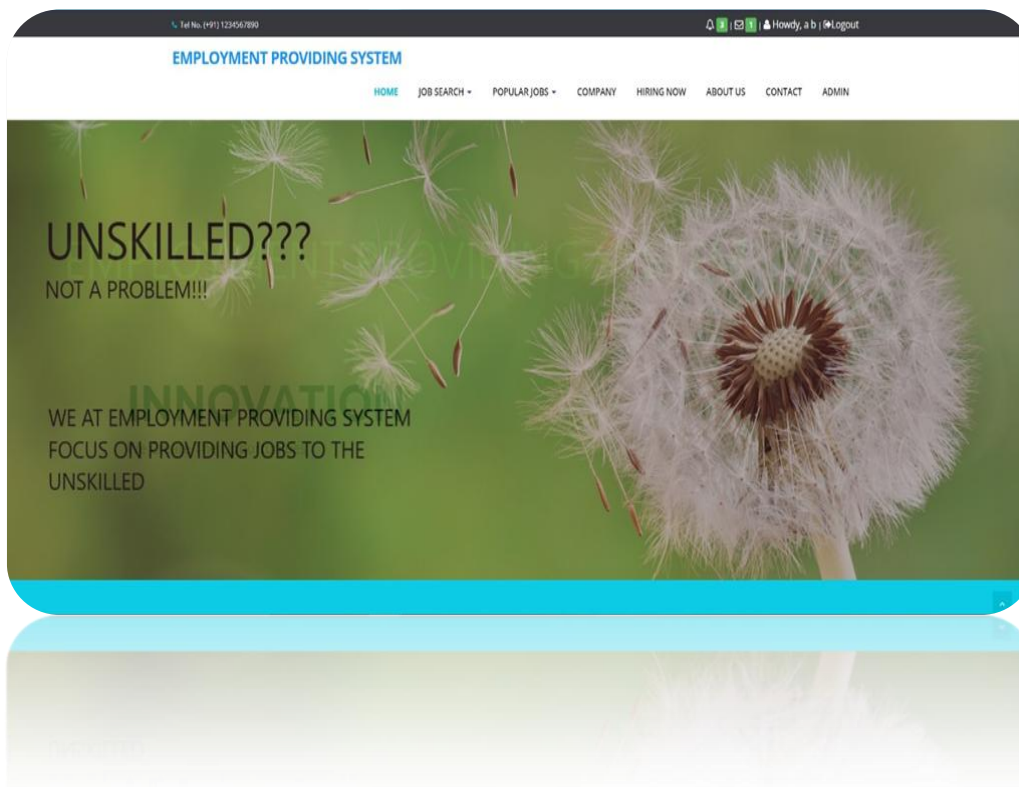 Tel No. (+91) 1234567890
3 | 1 | Howdy, a b | Logout
EMPLOYMENT PROVIDING SYSTEM
HOME JOB SEARCH POPULAR JOBS COMPANY HIRING NOW ABOUT US CONTACT ADMIN
UNSKILLED???
EMPLOYMENT PROVIDING
NOT A PROBLEM!!!
INNOVATION
WE AT EMPLOYMENT PROVIDING SYSTEM
FOCUS ON PROVIDING JOBS TO THE
UNSKILLED